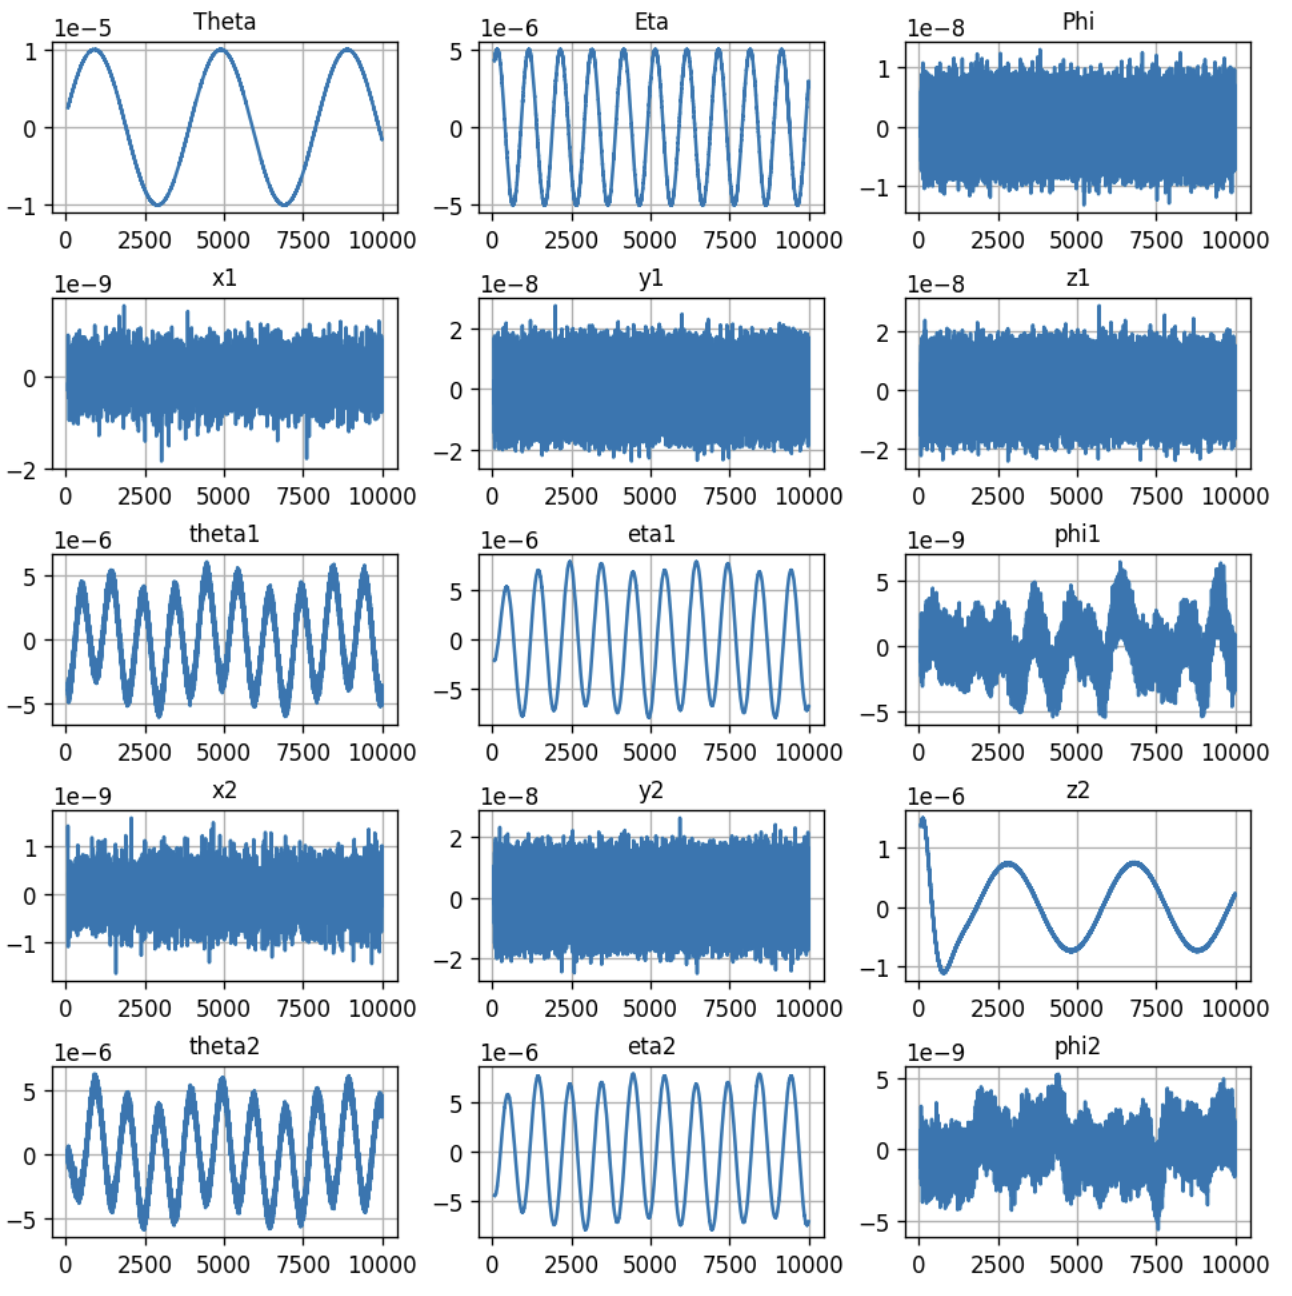 Theta Eta Phi
1e−5 1e−6 1e−8
1 5 1
0 0 0
−1 −5 −1
0 2500 5000 7500 10000 0 2500 5000 7500 10000 0 2500 5000 7500 10000
x1 y1 z1
1e−9 1e−8 1e−8
2 2
0 0 0
−2 −2 −2
0 2500 5000 7500 10000 0 2500 5000 7500 10000 0 2500 5000 7500 10000
theta1 eta1 phi1
1e−6 1e−6 1e−9
5 5 5
0 0 0
−5 −5 −5
0 2500 5000 7500 10000 0 2500 5000 7500 10000 0 2500 5000 7500 10000
x2 y2 z2
1e−9 1e−8 1e−6
1 2 1
0 0 0
−1 −2 −1
0 2500 5000 7500 10000 0 2500 5000 7500 10000 0 2500 5000 7500 10000
theta2 eta2 phi2
1e−6 1e−6 1e−9
5 5 5
0 0 0
−5 −5 −5
0 2500 5000 7500 10000 0 2500 5000 7500 10000 0 2500 5000 7500 10000